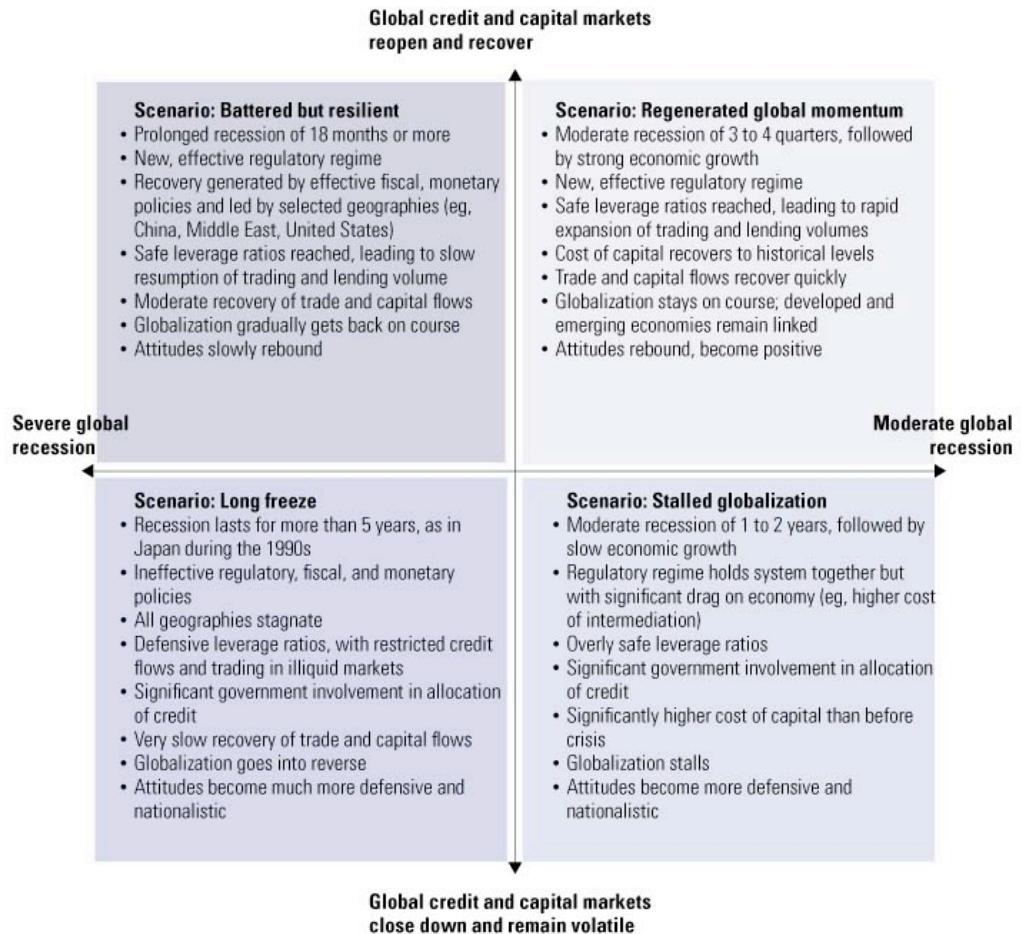 Global credit and capital markets
reopen and recover
Scenario: Battered but resilient
• Prolonged recession of 18 months or more
• New, effective regulatory regime
• Recovery generated by effective fiscal, monetary
policies and led by selected geographies (eg,
China, Middle East, United States)
• Safe leverage ratios reached, leading to slow
resumption of trading and lending volume
• Moderate recovery of trade and capital flows
• Globalization gradually gets back on course
• Attitudes slowly rebound
Scenario: Regenerated global momentum
• Moderate recession of 3 to 4 quarters, followed
by strong economic growth
• New, effective regulatory regime
• Safe leverage ratios reached, leading to rapid
expansion of trading and lending volumes
• Cost of capital recovers to historical levels
• Trade and capital flows recover quickly
• Globalization stays on course; developed and
emerging economies remain linked
• Attitudes rebound, become positive
Severe global
recession
Moderate global
recession
Scenario: Long freeze
• Recession lasts for more than 5 years, as in
Japan during the 1990s
• Ineffective regulatory, fiscal, and monetary
policies
• All geographies stagnate
• Defensive leverage ratios, with restricted credit
flows and trading in illiquid markets
• Significant government involvement in allocation
of credit
• Very slow recovery of trade and capital flows
• Globalization goes into reverse
• Attitudes become much more defensive and
nationalistic
Scenario: Stalled globalization
• Moderate recession of 1 to 2 years, followed by
slow economic growth
• Regulatory regime holds system together but
with significant drag on economy (eg, higher cost
of intermediation)
• Overly safe leverage ratios
• Significant government involvement in allocation
of credit
• Significantly higher cost of capital than before
crisis
• Globalization stalls
• Attitudes become more defensive and
nationalistic
Global credit and capital markets
close down and remain volatile